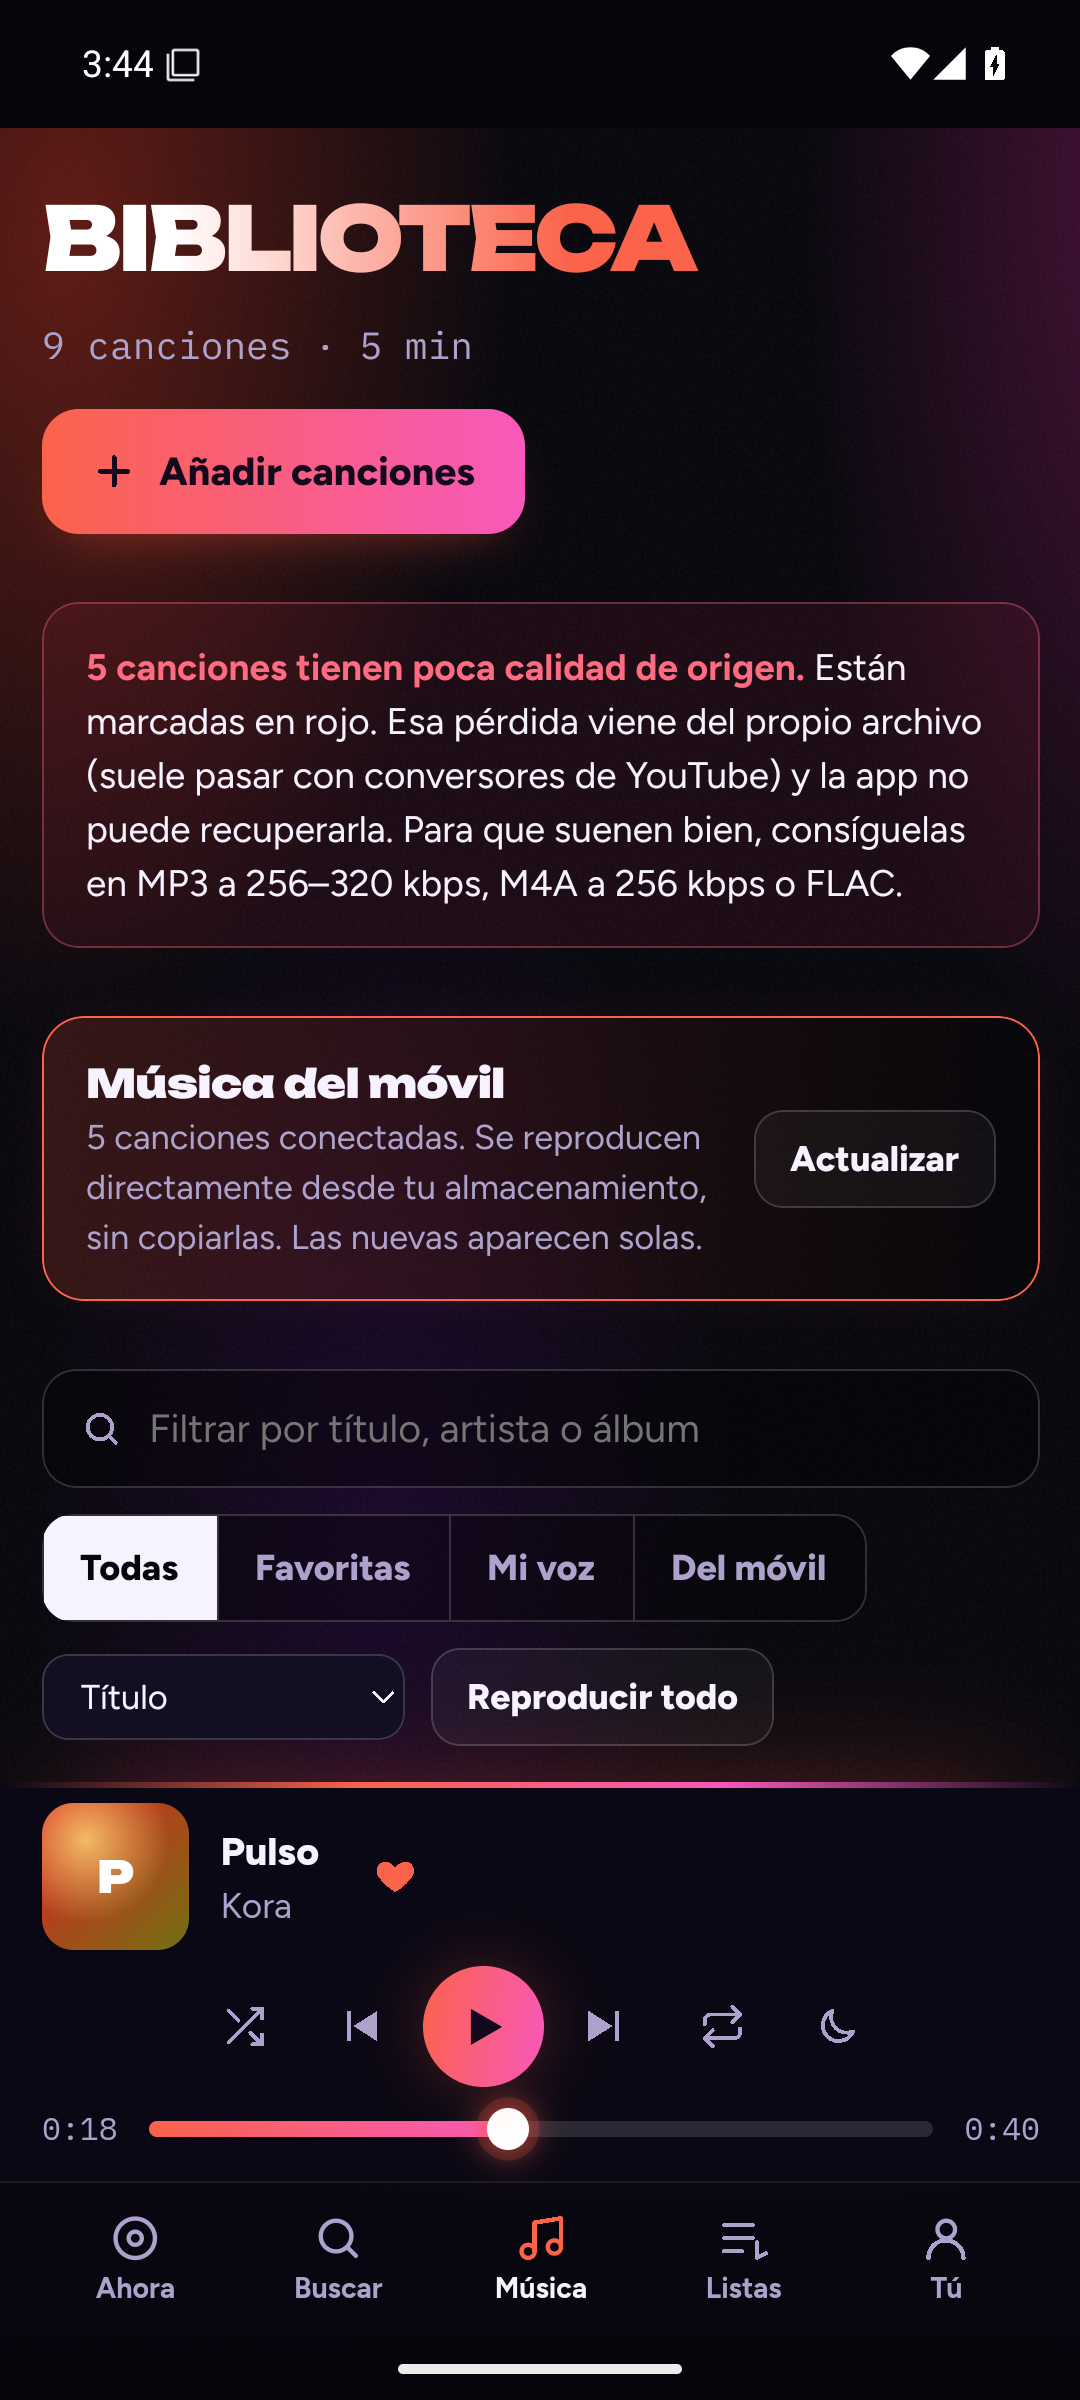 3:44
BIBLIOTECA
9 canciones · 5 min
Añadir canciones
5 canciones tienen poca calidad de origen. Están
marcadas en rojo. Esa pérdida viene del propio archivo
(suele pasar con conversores de YouTube) y la app no
puede recuperarla. Para que suenen bien, consíguelas
en MP3 a 256–320 kbps, M4A a 256 kbps o FLAC.
Música del móvil
5 canciones conectadas. Se reproducen
directamente desde tu almacenamiento,
sin copiarlas. Las nuevas aparecen solas.
Actualizar
Filtrar por título, artista o álbum
Todas Favoritas Mi voz Del móvil
Título Reproducir todo
P
Pulso
Kora
0:18 0:40
Ahora Buscar Música Listas Tú